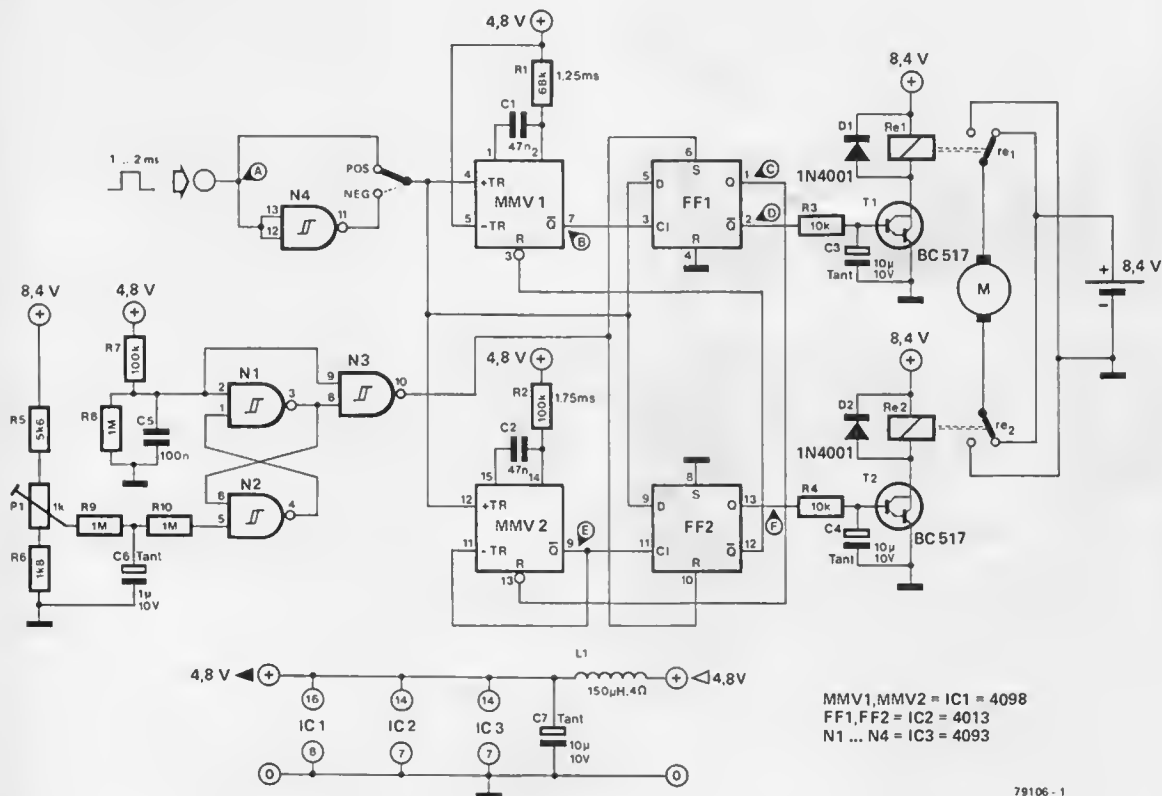 4,8 V
8,4 V
R1
68k
1,25ms
C1
47n
1
2
1 .. 2 ms
A
POS
NEG
N4
13
12
11
4
+TR
5
-TR
MMV 1
Q
7
R
3
B
6
S
5
D
3
Cl
FF1
Q
1
C
Q
2
D
R
4
R3
10k
C3
10µ
10V
Tant
D1
1N4001
Re1
T1
BC 517
re1
M
+
-
8,4 V
8,4 V
4,8 V
R7
100k
R5
5k6
R8
1M
C5
100n
P1
1k
R6
1k8
R9
1M
R10
1M
C6
Tant
1µ
10V
N1
2
1
3
N2
6
5
4
N3
9
8
10
4,8 V
R2
100k
1.75ms
C2
47n
15
14
12
+TR
11
-TR
MMV 2
Q
9
R
13
E
8
S
9
D
11
Cl
FF2
Q
13
Q
12
R
10
F
R4
10k
C4
10µ
10V
Tant
8,4 V
D2
1N4001
Re2
T2
BC 517
re2
4,8 V
+
16
IC 1
8
14
IC 2
7
14
IC 3
7
C7
Tant
10µ
10V
L1
150µH.4Ω
+
4,8V
0
0
MMV1,MMV2 = IC1 = 4098
FF1,FF2 = IC2 = 4013
N1 ... N4 = IC3 = 4093
79106 - 1